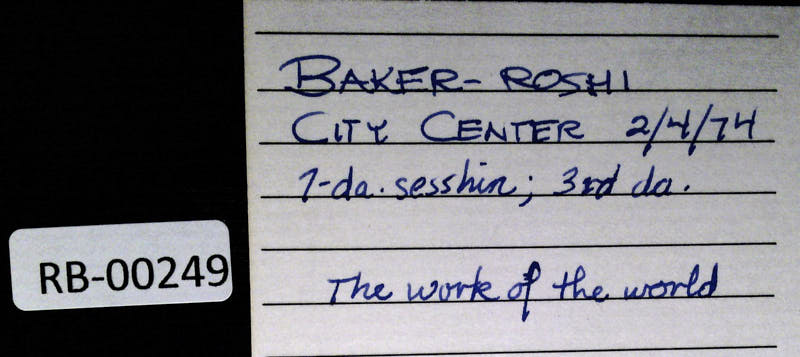 BAKER-ROSHI
CITY CENTER 2/4/74
7-da. sesshin; 3rd da.
RB-00249
The work of the world